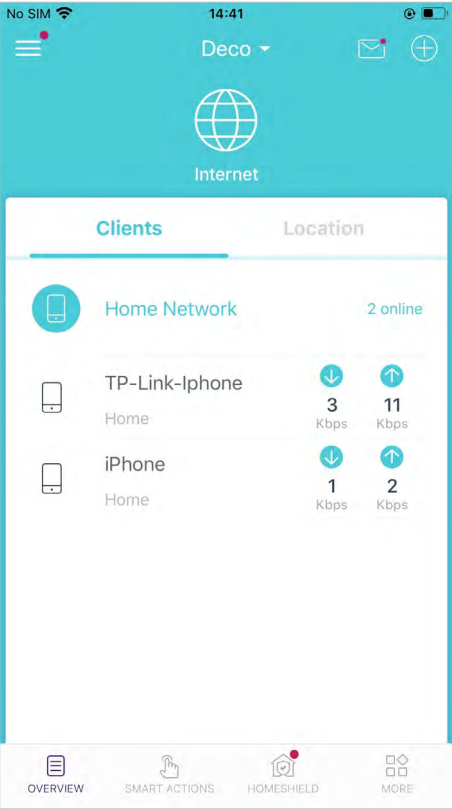 No SIM 14:41
Deco
Internet
Clients Location
Home Network 2 online
TP-Link-Iphone
Home
3 11
Kbps Kbps
iPhone
Home
1 2
Kbps Kbps
OVERVIEW SMART ACTIONS HOMESHIELD MORE